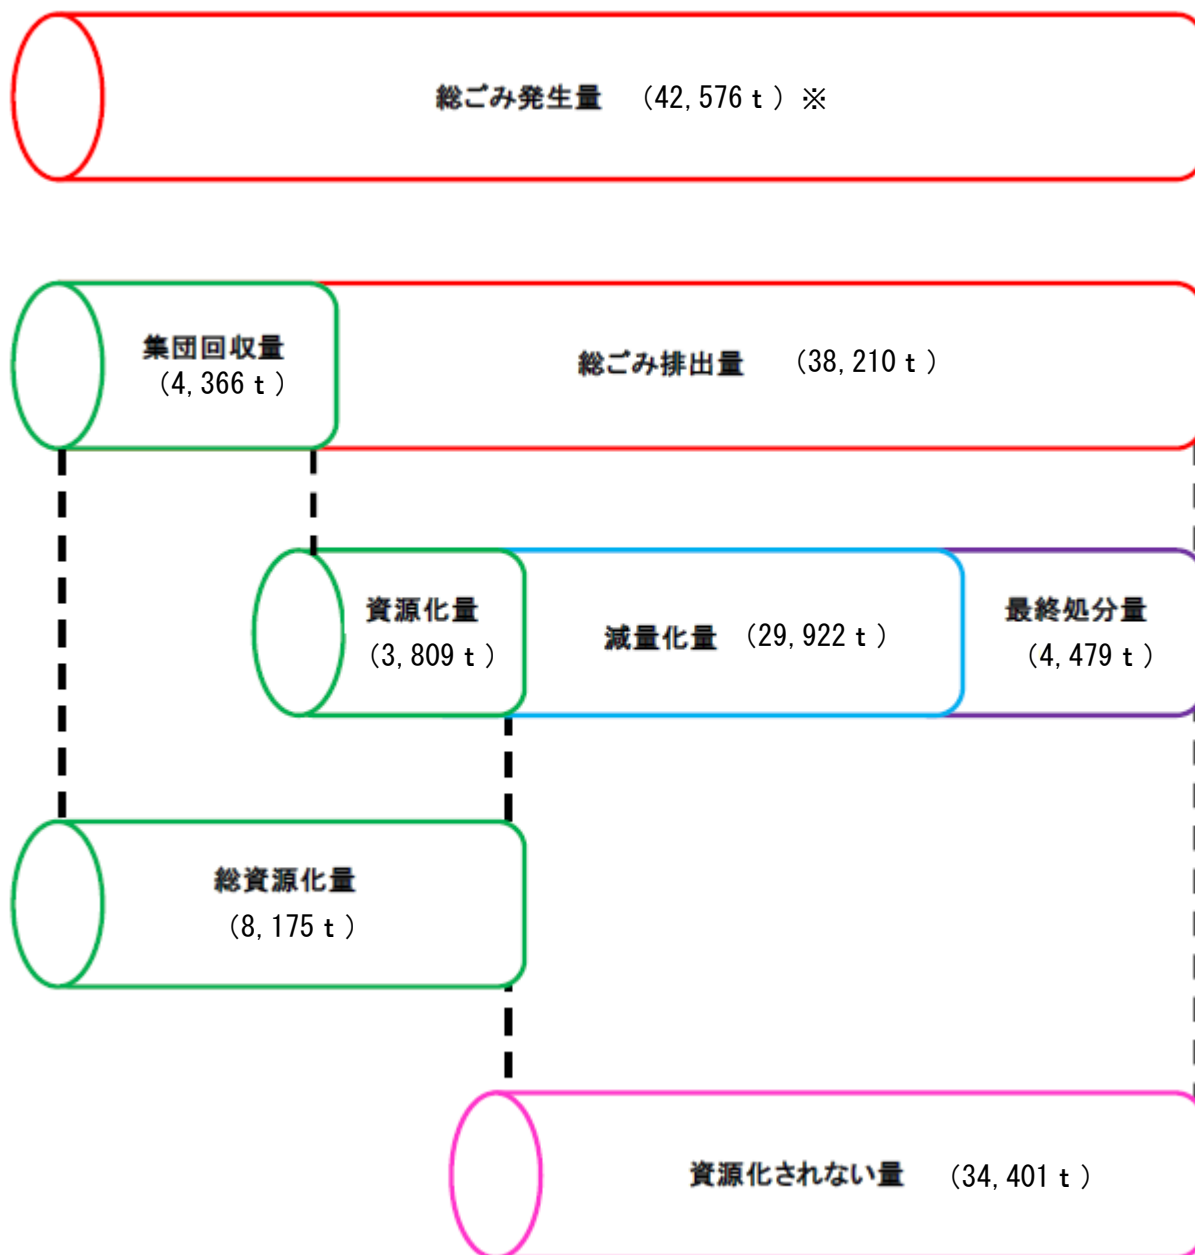 総ごみ発生量 （42,576ｔ）※
集団回収量
（4,366ｔ）
総ごみ排出量 （38,210ｔ）
資源化量
（3,809ｔ）
減量化量 （29,922ｔ）
最終処分量
（4,479ｔ）
総資源化量
（8,175ｔ）
資源化されない量 （34,401ｔ）